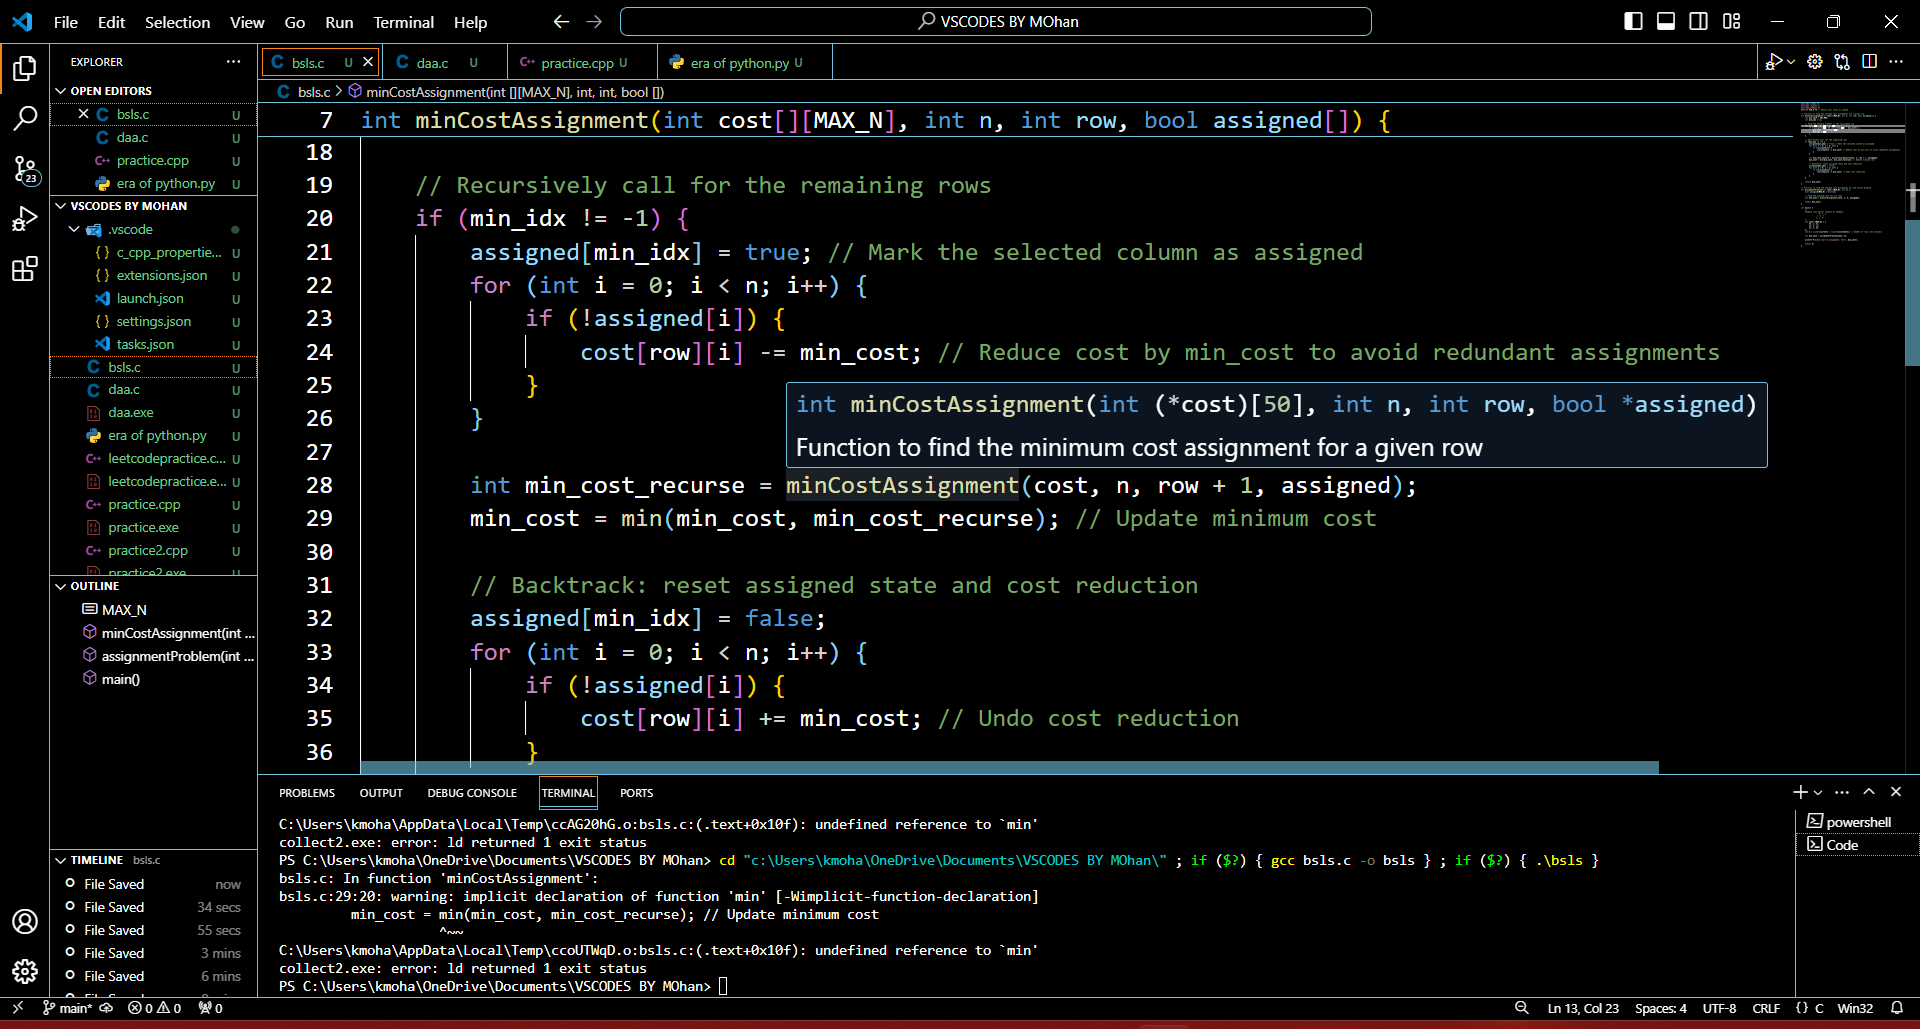 File Edit Selection View Go Run Terminal Help
VSCODES BY MOhan
EXPLORER
OPEN EDITORS
bsls.c U
daa.c U
practice.cpp U
era of python.py U
VSCODES BY MOHAN
.vscode
c_cpp_propertie... U
extensions.json U
launch.json U
settings.json U
tasks.json U
bsls.c U
daa.c U
daa.exe U
era of python.py U
leetcodepractice.c... U
leetcodepractice.e... U
practice.cpp U
practice.exe U
practice2.cpp U
practice2.exe U
OUTLINE
MAX_N
minCostAssignment(int ...
assignmentProblem(int ...
main()
TIMELINE bsls.c
File Saved now
File Saved 34 secs
File Saved 55 secs
File Saved 3 mins
File Saved 6 mins
23
bsls.c U
daa.c U
practice.cpp U
era of python.py U
bsls.c > minCostAssignment(int [][MAX_N], int, int, bool [])
7 int minCostAssignment(int cost[][MAX_N], int n, int row, bool assigned[]) {
18
19 // Recursively call for the remaining rows
20 if (min_idx != -1) {
21 assigned[min_idx] = true; // Mark the selected column as assigned
22 for (int i = 0; i < n; i++) {
23 if (!assigned[i]) {
24 cost[row][i] -= min_cost; // Reduce cost by min_cost to avoid redundant assignments
25 }
26 }
27
int minCostAssignment(int (*cost)[50], int n, int row, bool *assigned)
Function to find the minimum cost assignment for a given row
28 int min_cost_recurse = minCostAssignment(cost, n, row + 1, assigned);
29 min_cost = min(min_cost, min_cost_recurse); // Update minimum cost
30
31 // Backtrack: reset assigned state and cost reduction
32 assigned[min_idx] = false;
33 for (int i = 0; i < n; i++) {
34 if (!assigned[i]) {
35 cost[row][i] += min_cost; // Undo cost reduction
36 }
PROBLEMS OUTPUT DEBUG CONSOLE TERMINAL PORTS
C:\Users\kmoha\AppData\Local\Temp\ccAG20hG.o:bsls.c:(.text+0x10f): undefined reference to `min'
collect2.exe: error: ld returned 1 exit status
PS C:\Users\kmoha\OneDrive\Documents\VSCODES BY MOhan> cd "c:\Users\kmoha\OneDrive\Documents\VSCODES BY MOhan\" ; if ($?) { gcc bsls.c -o bsls } ; if ($?) { .\bsls }
bsls.c: In function 'minCostAssignment':
bsls.c:29:20: warning: implicit declaration of function 'min' [-Wimplicit-function-declaration]
min_cost = min(min_cost, min_cost_recurse); // Update minimum cost
^~~
C:\Users\kmoha\AppData\Local\Temp\ccoUTWqD.o:bsls.c:(.text+0x10f): undefined reference to `min'
collect2.exe: error: ld returned 1 exit status
PS C:\Users\kmoha\OneDrive\Documents\VSCODES BY MOhan>
powershell
Code
main* 0 0 0
Ln 13, Col 23 Spaces: 4 UTF-8 CRLF {} C Win32